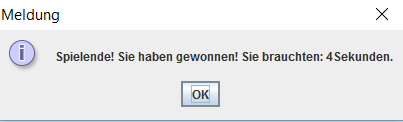 Meldung
Spielende! Sie haben gewonnen! Sie brauchten: 4Sekunden.
OK